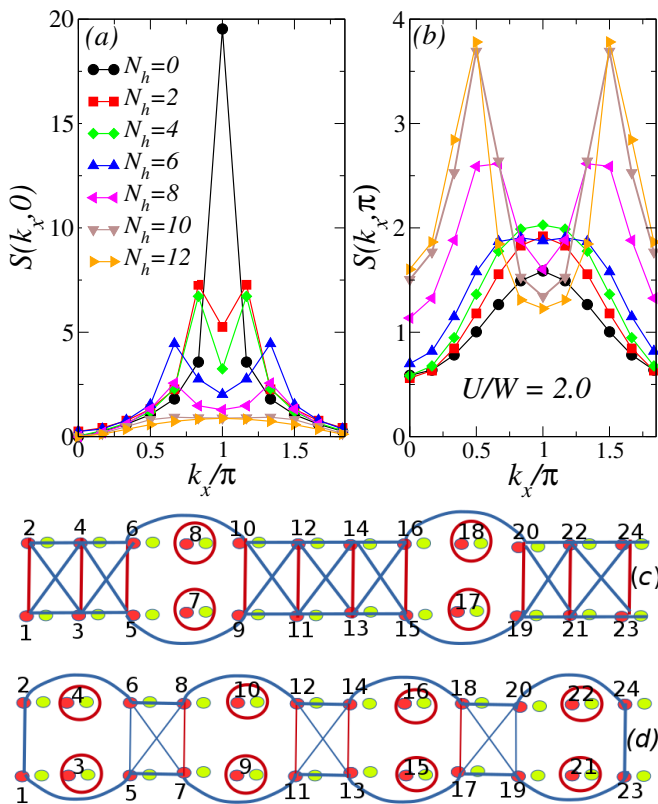 (a)
(b)
S(k_x,0)
20
15
10
5
0
N_h=0
N_h=2
N_h=4
N_h=6
N_h=8
N_h=10
N_h=12
0 0.5 1 1.5
k_x/π
S(k_x,π)
4
3
2
1
0
U/W = 2.0
0 0.5 1 1.5
k_x/π
2 4 6 8 10 12 14 16 18 20 22 24
(c)
1 3 5 7 9 11 13 15 17 19 21 23
2 4 6 8 10 12 14 16 18 20 22 24
(d)
1 3 5 7 9 11 13 15 17 19 21 23